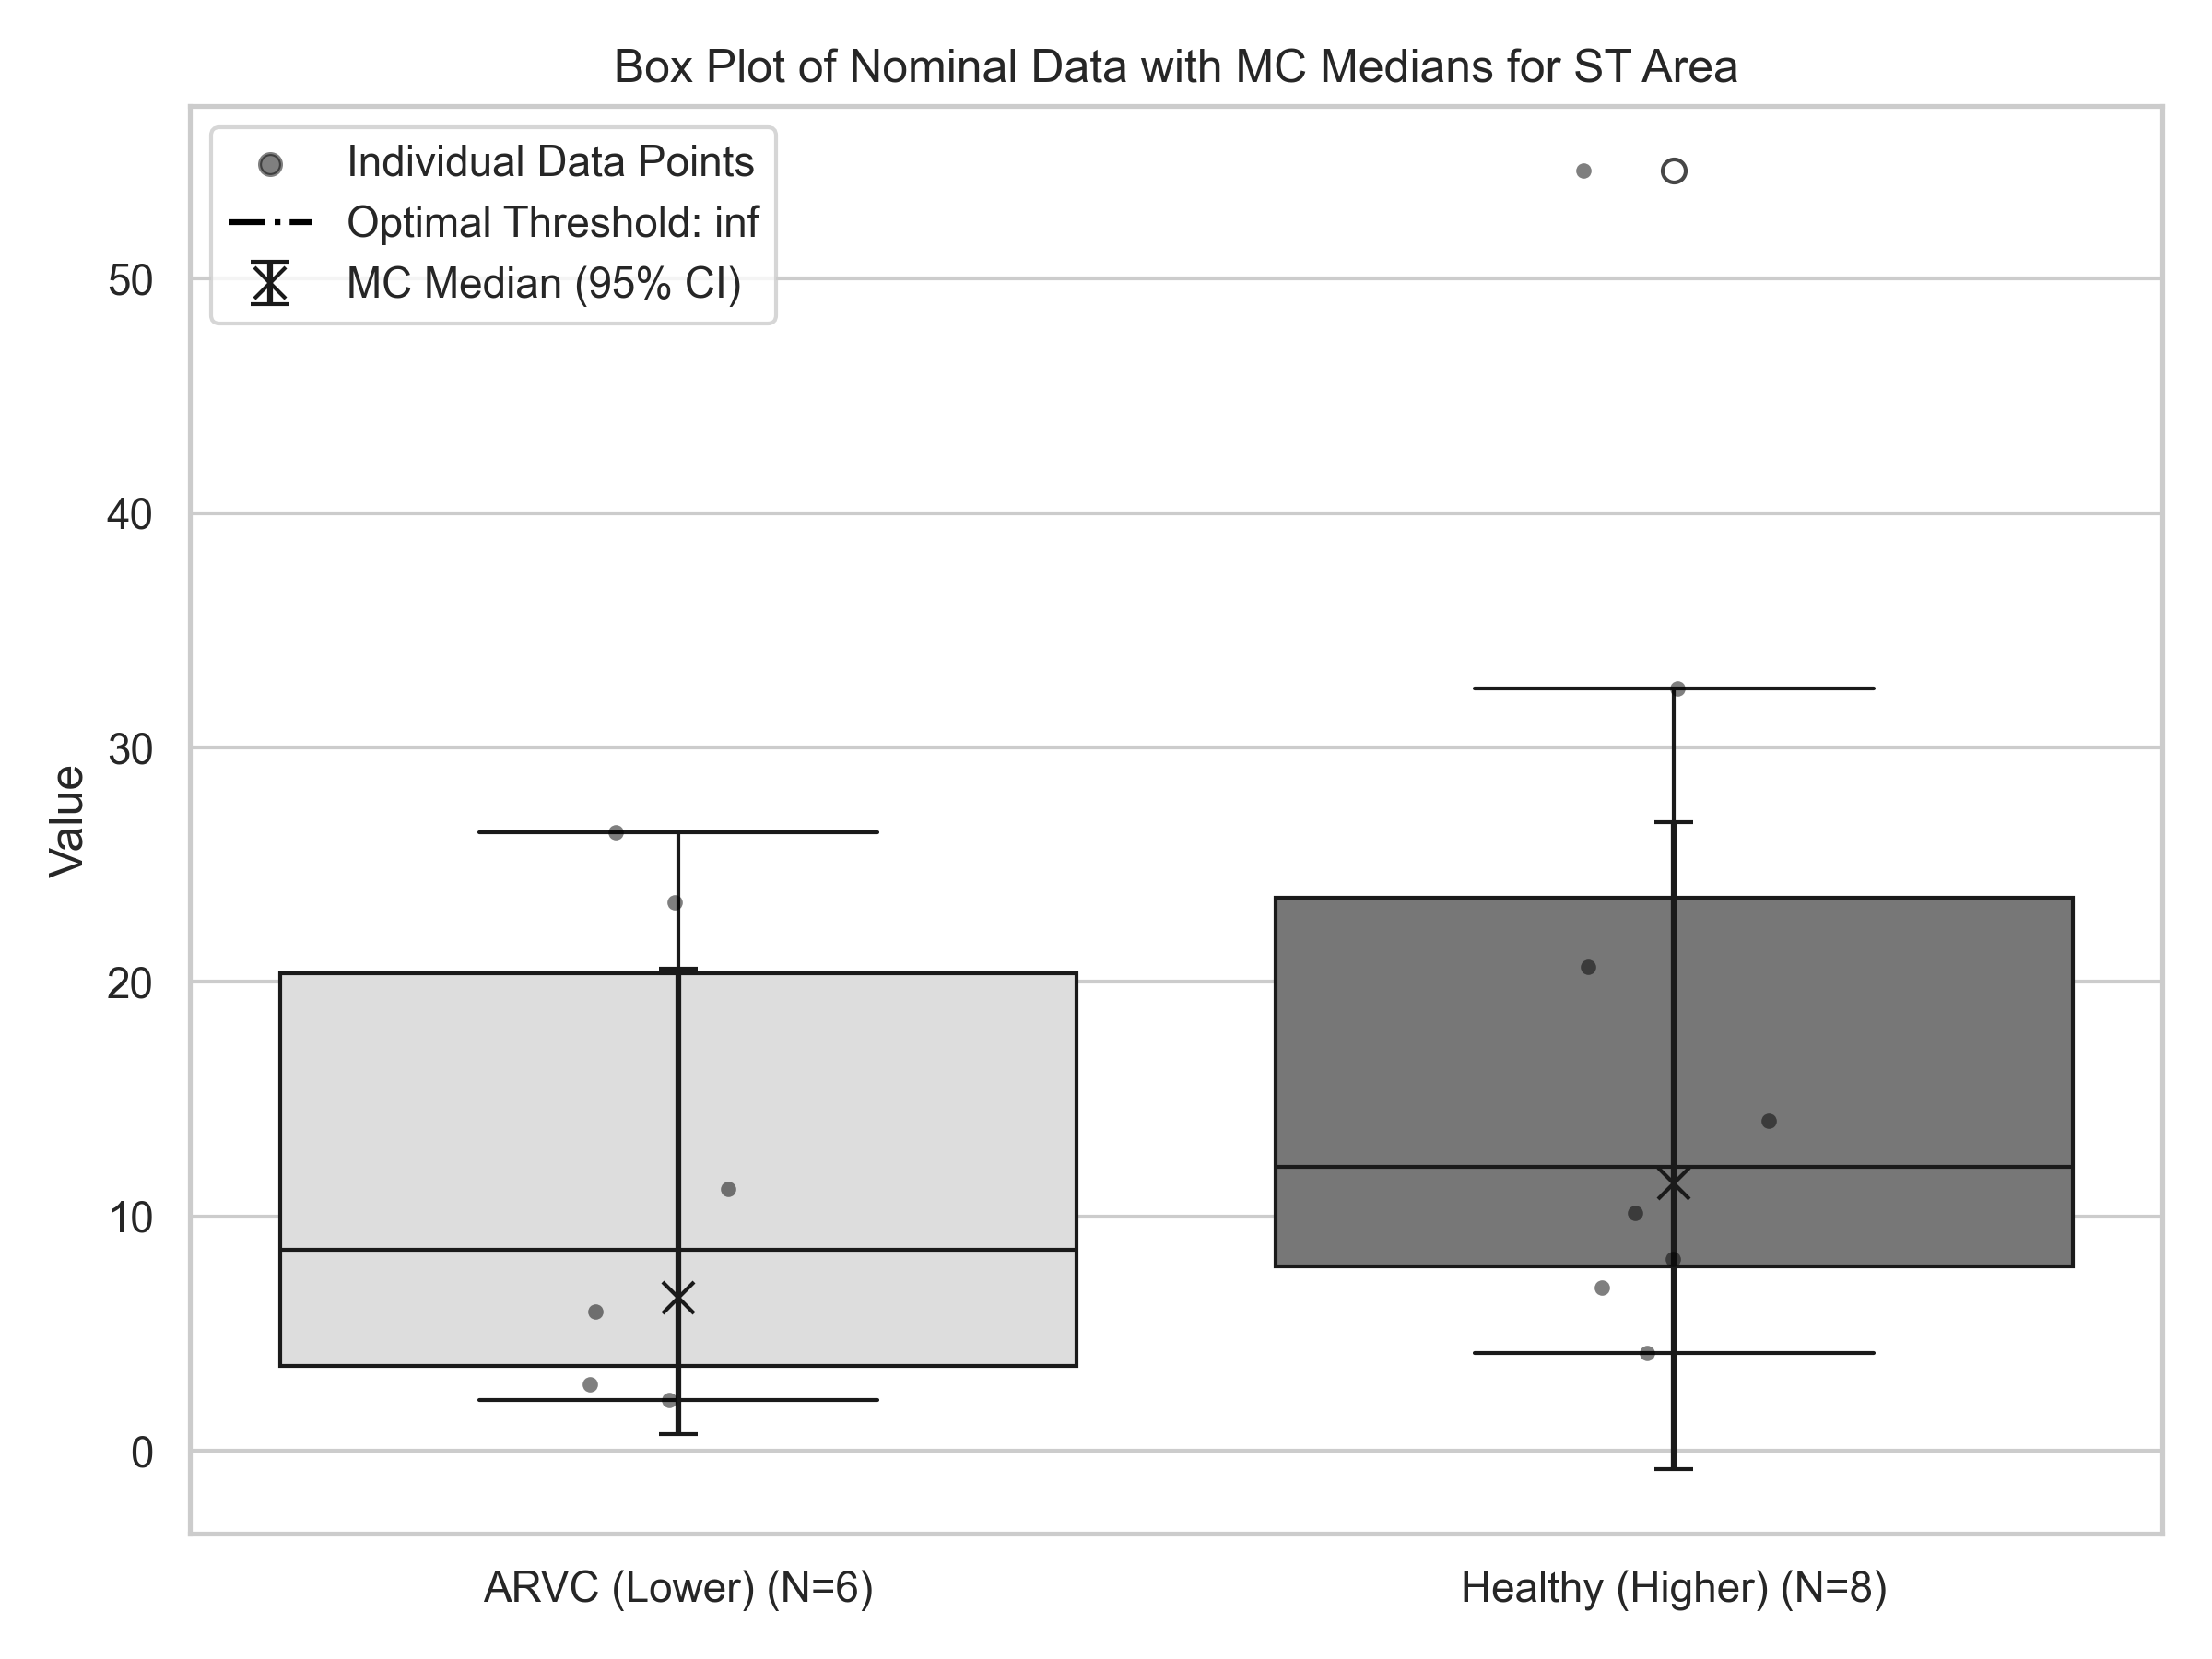 Box Plot of Nominal Data with MC Medians for ST Area
Individual Data Points
Optimal Threshold: inf
MC Median (95% CI)
50
40
30
20
10
0
Value
ARVC (Lower) (N=6)
Healthy (Higher) (N=8)